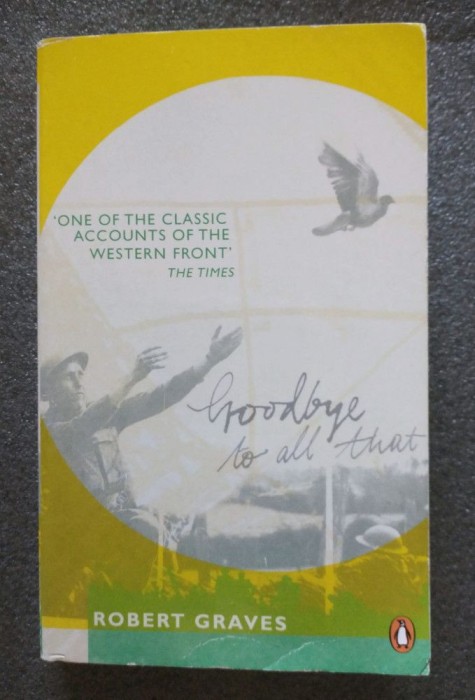 'ONE OF THE CLASSIC
ACCOUNTS OF THE
WESTERN FRONT'
THE TIMES
Goodbye
to all that
ROBERT GRAVES